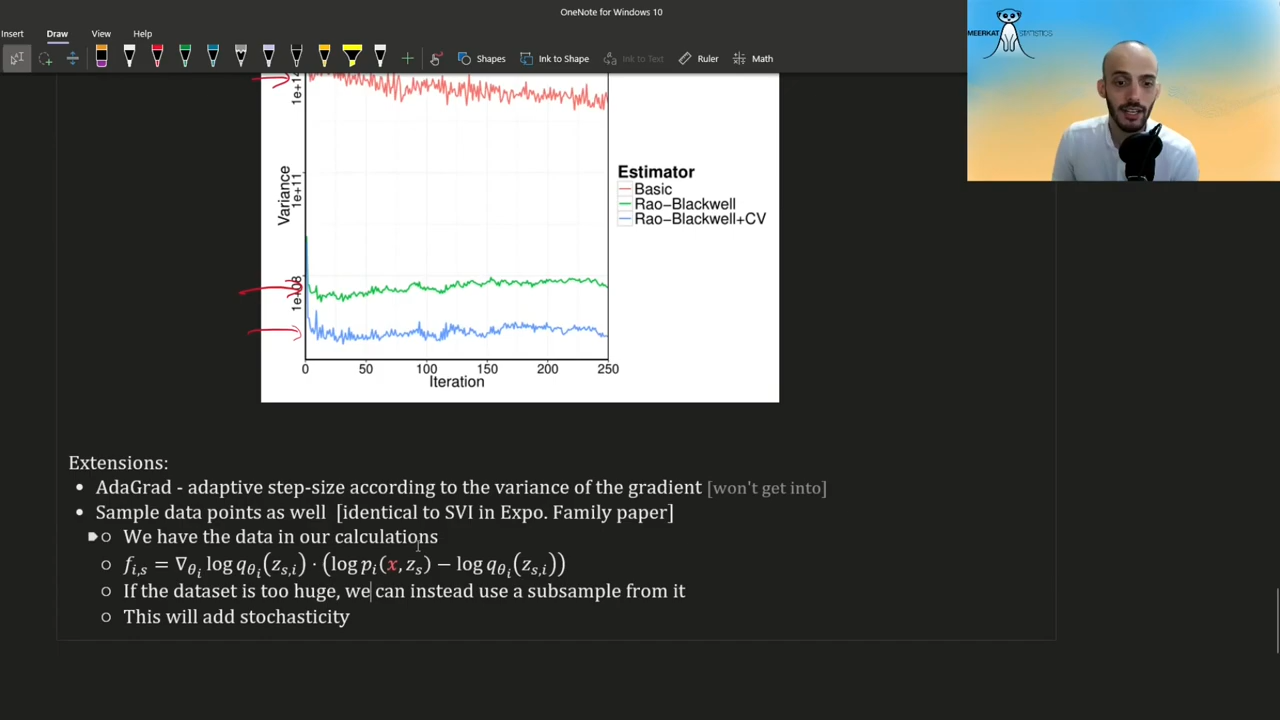 OneNote for Windows 10
Insert
Draw
View
Help
Shapes
Ink to Shape
Ink to Text
Ruler
Math
MEERKAT
STATISTICS
Variance
1e+14
1e+11
1e+08
0
50
100
150
200
250
Iteration
Estimator
Basic
Rao-Blackwell
Rao-Blackwell+CV
Extensions:
• AdaGrad - adaptive step-size according to the variance of the gradient [won't get into]
• Sample data points as well [identical to SVI in Expo. Family paper]
○ We have the data in our calculations
○ f_{i,s} = ∇_{θ_i} log q_{θ_i}(z_{s,i}) · (log p_i(x, z_s) − log q_{θ_i}(z_{s,i}))
○ If the dataset is too huge, we can instead use a subsample from it
○ This will add stochasticity